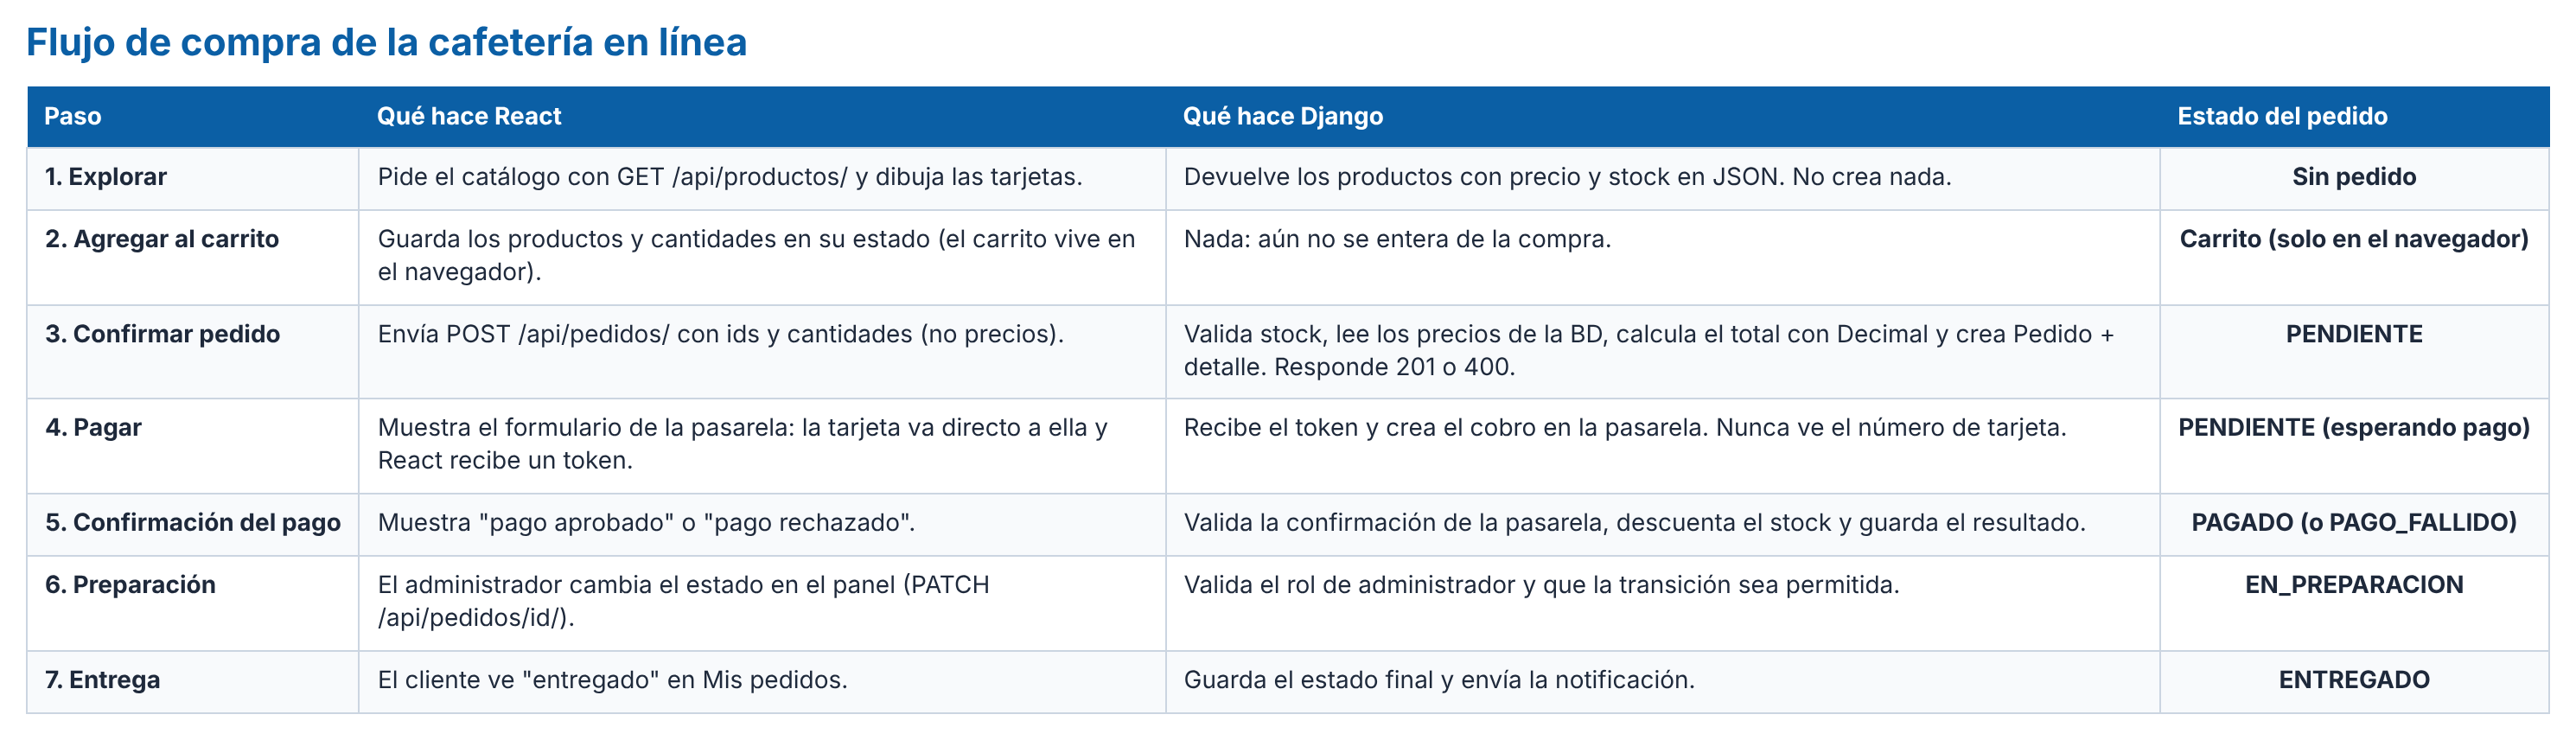 Flujo de compra de la cafetería en línea
Paso
Qué hace React
Qué hace Django
Estado del pedido
1. Explorar
Pide el catálogo con GET /api/productos/ y dibuja las tarjetas.
Devuelve los productos con precio y stock en JSON. No crea nada.
Sin pedido
2. Agregar al carrito
Guarda los productos y cantidades en su estado (el carrito vive en
el navegador).
Nada: aún no se entera de la compra.
Carrito (solo en el navegador)
3. Confirmar pedido
Envía POST /api/pedidos/ con ids y cantidades (no precios).
Valida stock, lee los precios de la BD, calcula el total con Decimal y crea Pedido +
detalle. Responde 201 o 400.
PENDIENTE
4. Pagar
Muestra el formulario de la pasarela: la tarjeta va directo a ella y
React recibe un token.
Recibe el token y crea el cobro en la pasarela. Nunca ve el número de tarjeta.
PENDIENTE (esperando pago)
5. Confirmación del pago
Muestra "pago aprobado" o "pago rechazado".
Valida la confirmación de la pasarela, descuenta el stock y guarda el resultado.
PAGADO (o PAGO_FALLIDO)
6. Preparación
El administrador cambia el estado en el panel (PATCH
/api/pedidos/id/).
Valida el rol de administrador y que la transición sea permitida.
EN_PREPARACION
7. Entrega
El cliente ve "entregado" en Mis pedidos.
Guarda el estado final y envía la notificación.
ENTREGADO